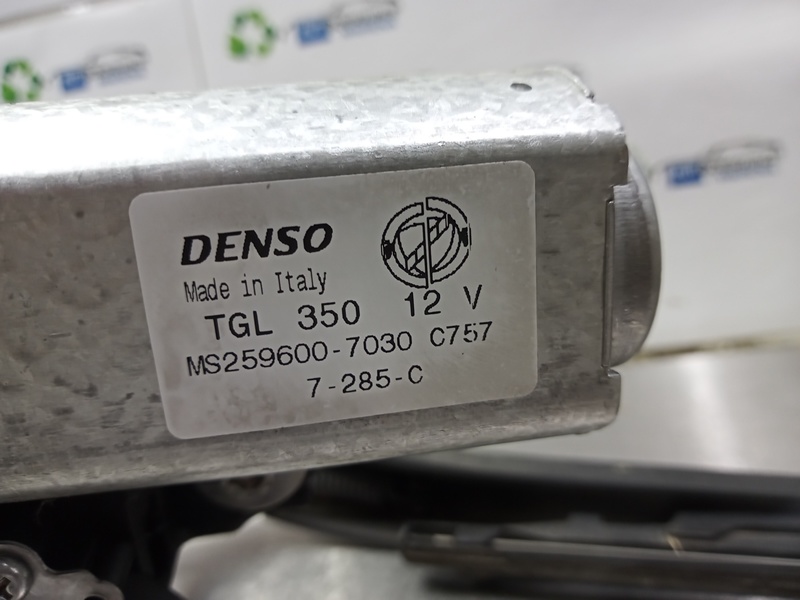 DENSO
Made in Italy
TGL 350 12 V
MS259600-7030 C757
7-285-C